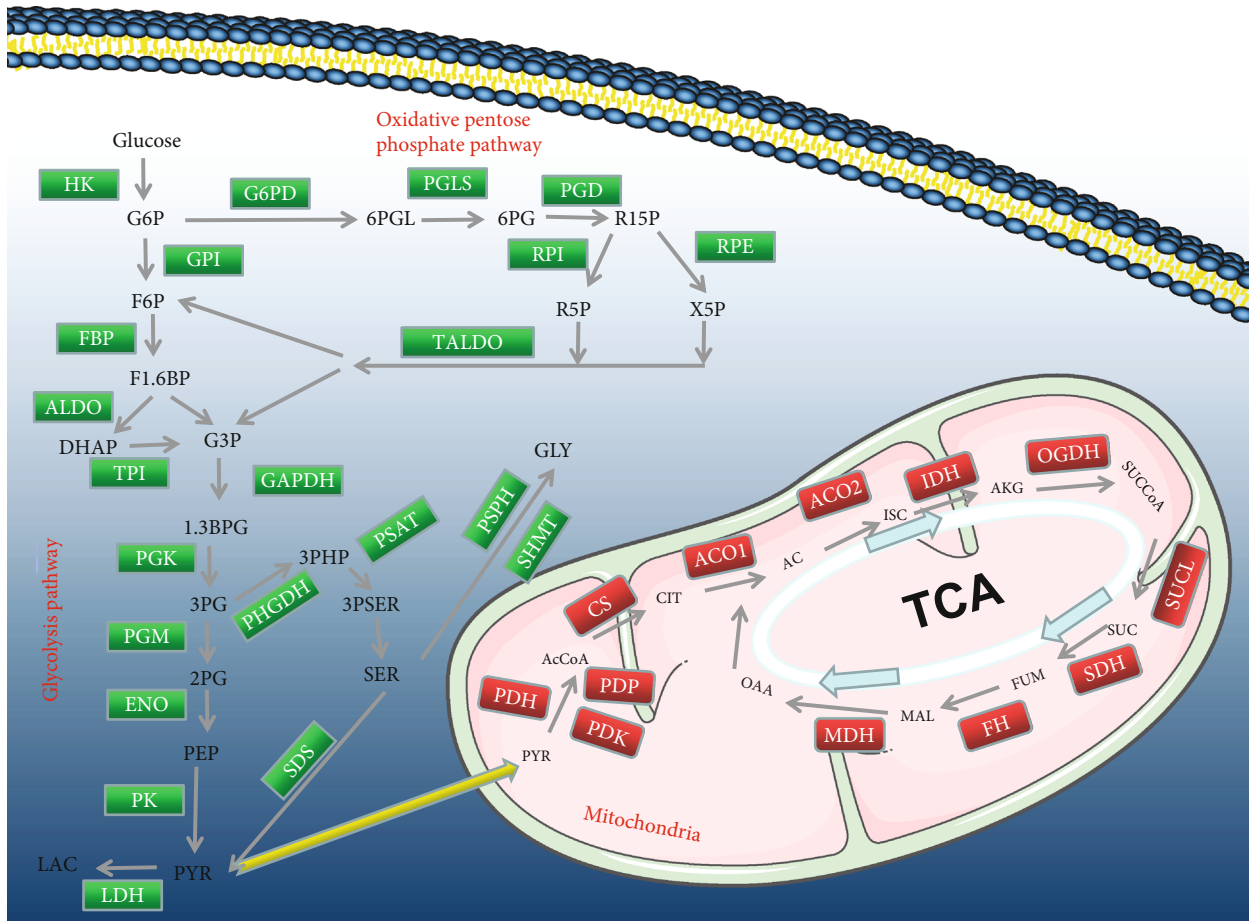 Oxidative pentose
phosphate pathway
Glucose
HK
G6PD
PGLS
PGD
G6P
6PGL
6PG
R15P
GPI
RPI
RPE
F6P
R5P
X5P
FBP
TALDO
F1.6BP
ALDO
DHAP
G3P
TPI
GAPDH
GLY
1.3BPG
PSAT
PSPH
SHMT
PGK
3PHP
3PG
PHGDH
3PSER
PGM
2PG
SER
ENO
PEP
SDS
PK
LAC
PYR
LDH
Glycolysis pathway
OGDH
IDH
ACO2
AKG
SUCCoA
ISC
ACO1
AC
CS
CIT
TCA
SUCL
SUC
AcCoA
PDH
PDP
PDK
OAA
FUM
SDH
MAL
MDH
FH
PYR
Mitochondria